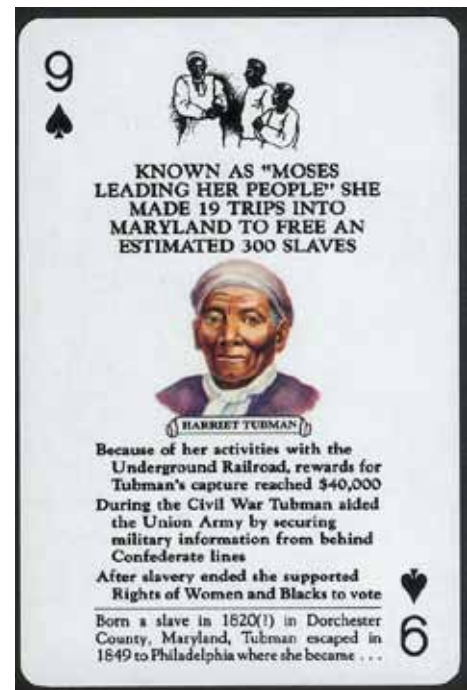 9
KNOWN AS "MOSES
LEADING HER PEOPLE" SHE
MADE 19 TRIPS INTO
MARYLAND TO FREE AN
ESTIMATED 300 SLAVES
HARRIET TUBMAN
Because of her activities with the
Underground Railroad, rewards for
Tubman's capture reached $40,000
During the Civil War Tubman aided
the Union Army by securing
military information from behind
Confederate lines
After slavery ended she supported
Rights of Women and Blacks to vote
Born a slave in 1820(?) in Dorchester
County, Maryland, Tubman escaped in
1849 to Philadelphia where she became . . .
9